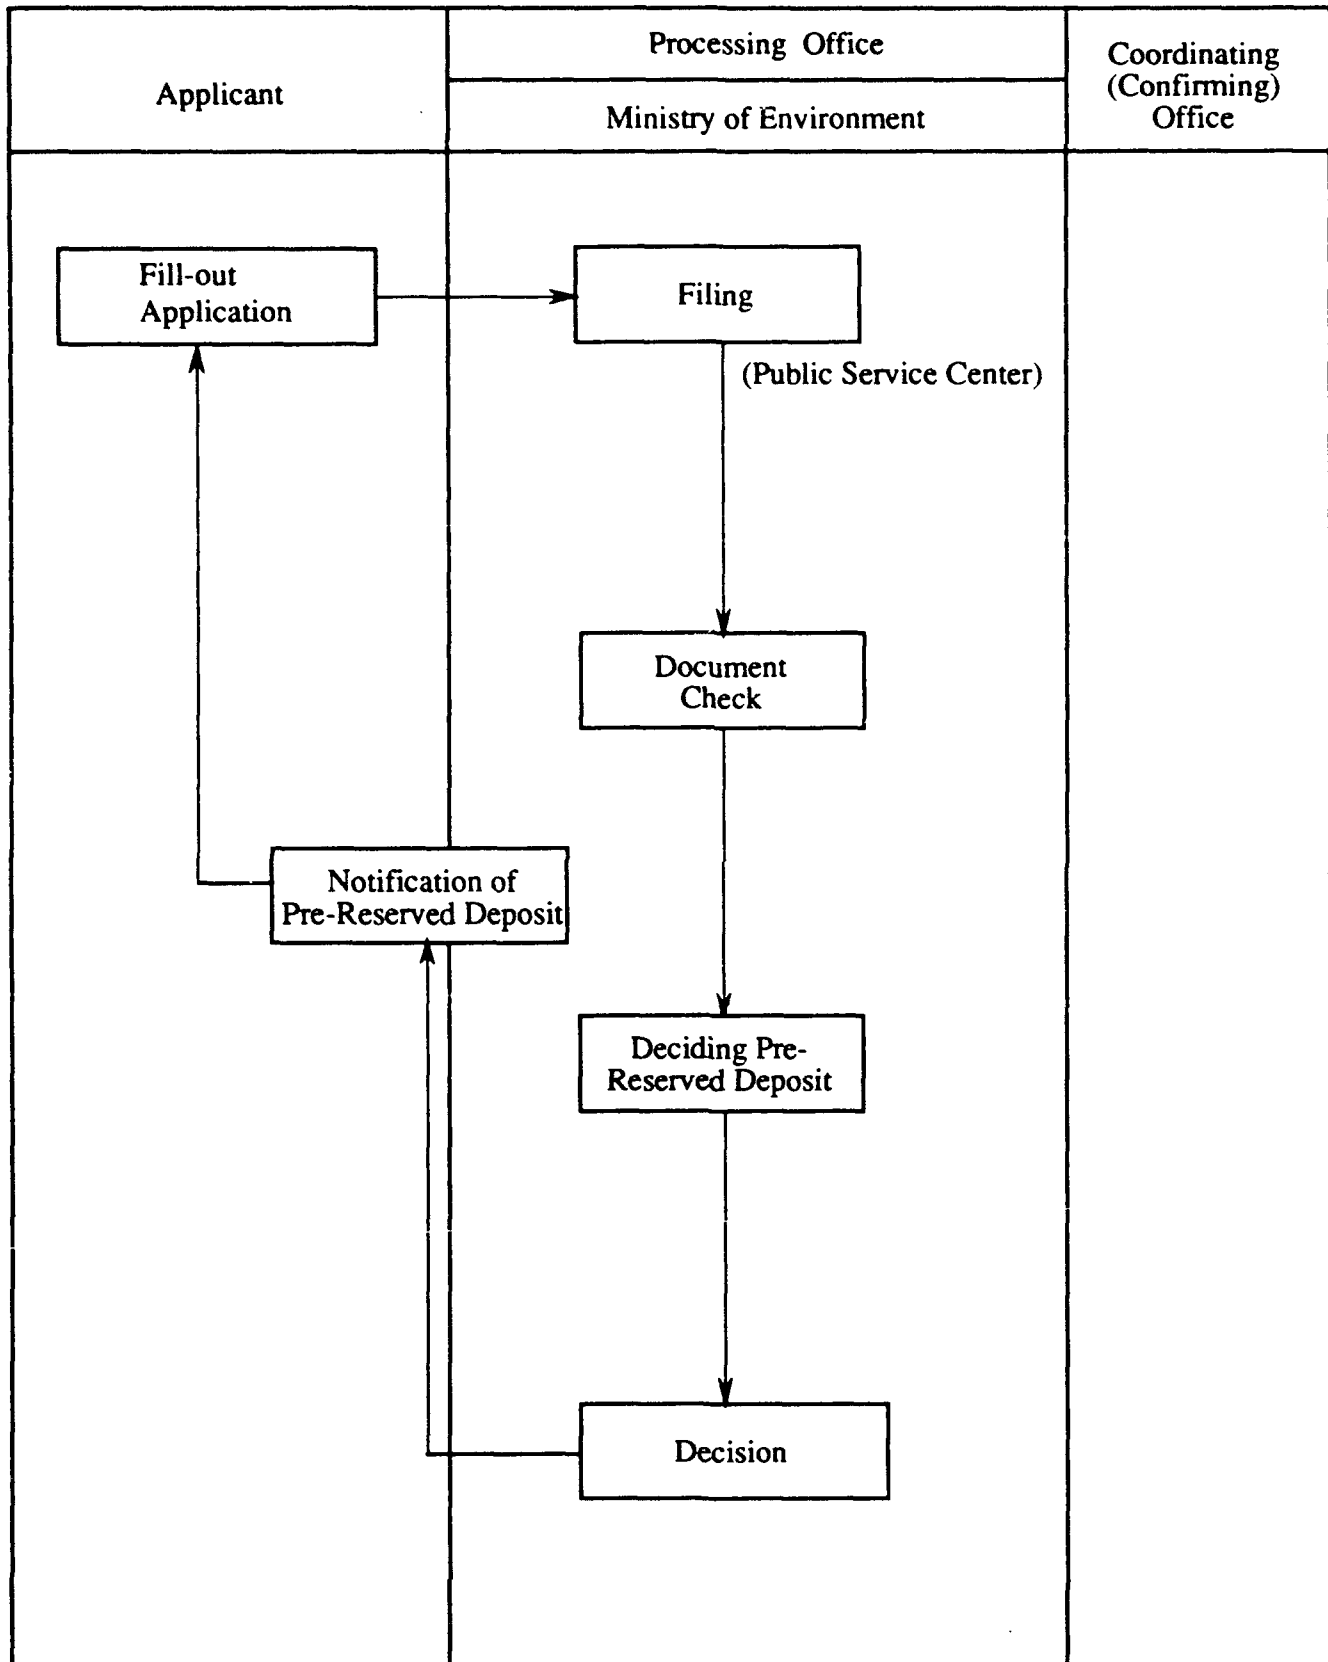 Applicant
Processing Office
Ministry of Environment
Coordinating
(Confirming)
Office
Fill-out
Application
Filing
(Public Service Center)
Document
Check
Notification of
Pre-Reserved Deposit
Deciding Pre-
Reserved Deposit
Decision